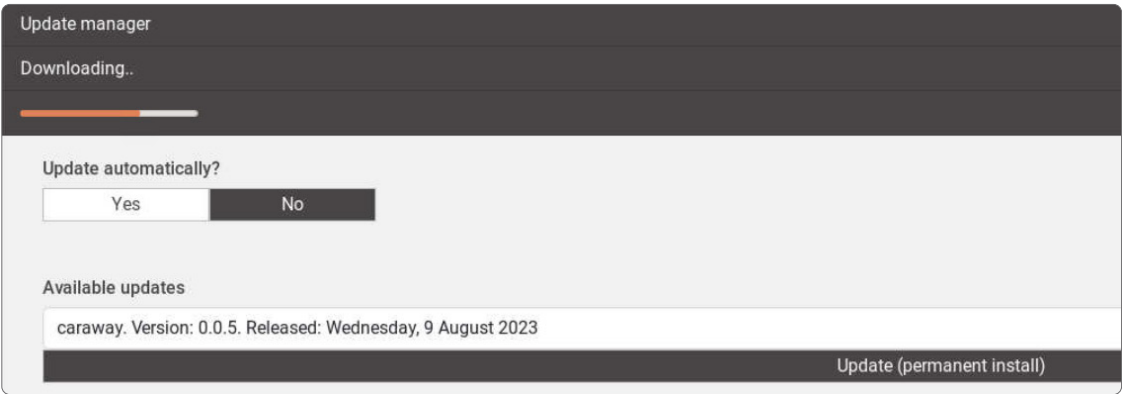 Update manager
Downloading..
Update automatically?
Yes No
Available updates
caraway. Version: 0.0.5. Released: Wednesday, 9 August 2023
Update (permanent install)